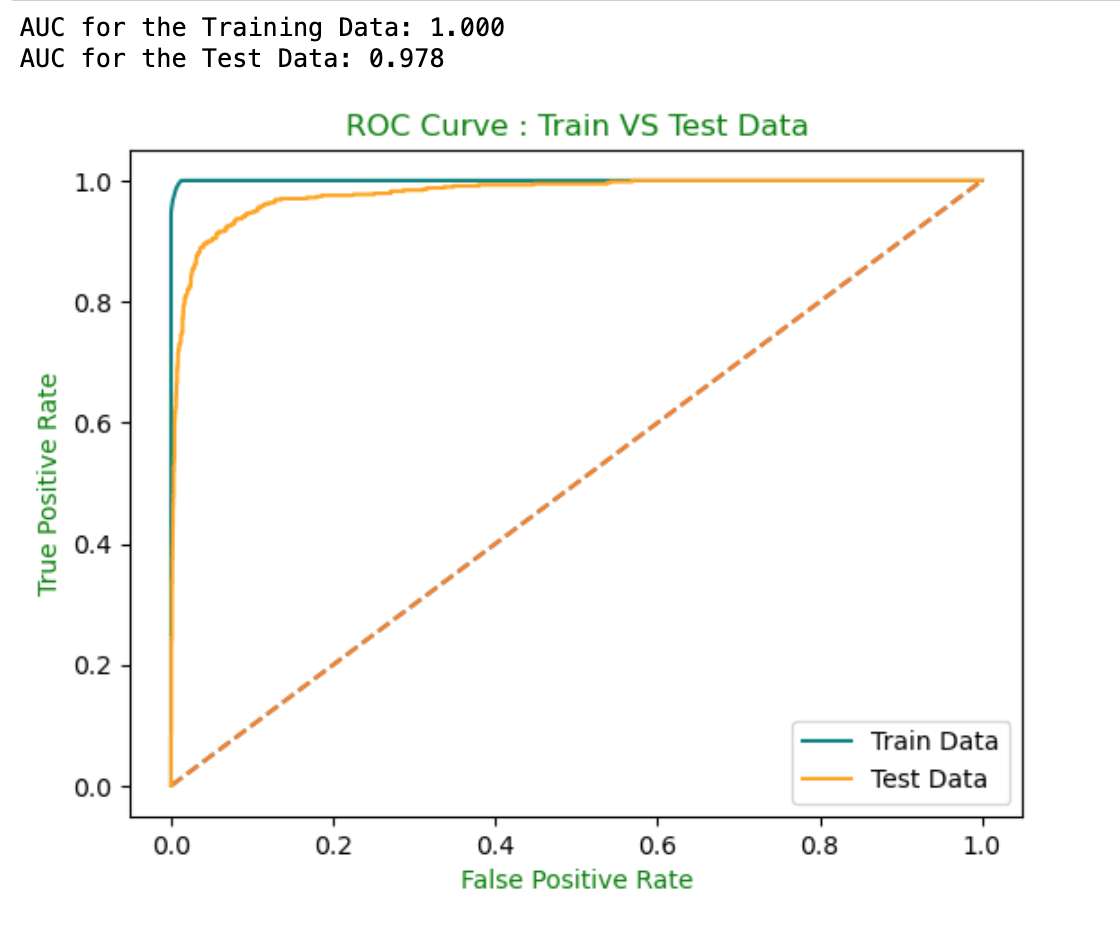 AUC for the Training Data: 1.000
AUC for the Test Data: 0.978
ROC Curve : Train VS Test Data
True Positive Rate
1.0
0.8
0.6
0.4
0.2
0.0
Train Data
Test Data
0.0 0.2 0.4 0.6 0.8 1.0
False Positive Rate